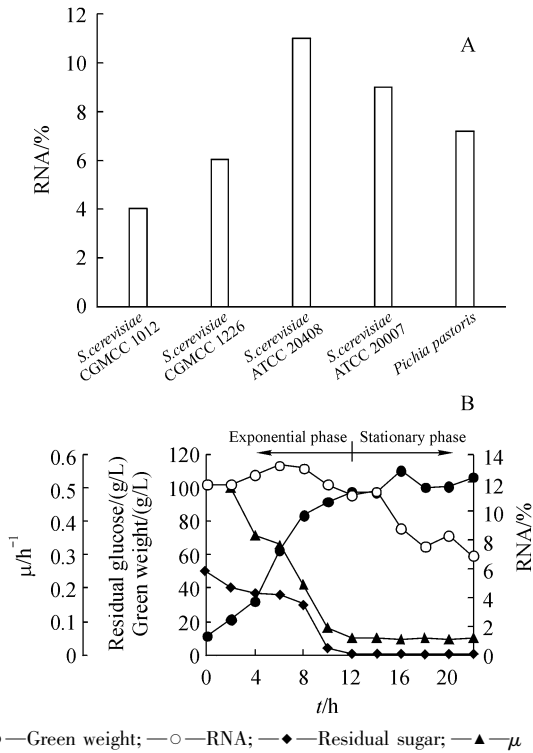 A
RNA/%
12
10
8
6
4
2
0
S.cerevisiae
CGMCC 1012
S.cerevisiae
CGMCC 1226
S.cerevisiae
ATCC 20408
S.cerevisiae
ATCC 20007
Pichia pastoris
B
Exponential phase
Stationary phase
μ/h⁻¹
0.6
0.5
0.4
0.3
0.2
0.1
0
Residual glucose/(g/L)
Green weight/(g/L)
120
100
80
60
40
20
0
14
12
10
8
6
4
2
0
RNA/%
0 4 8 12 16 20
t/h
—Green weight; —○—RNA; —◆—Residual sugar; —▲—μ